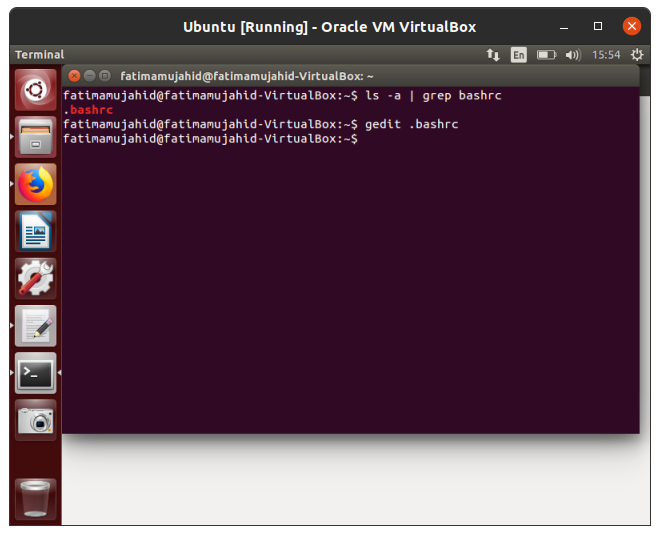 Ubuntu [Running] - Oracle VM VirtualBox
Terminal En 15:54
fatimamujahid@fatimamujahid-VirtualBox: ~
fatimamujahid@fatimamujahid-VirtualBox:~$ ls -a | grep bashrc
.bashrc
fatimamujahid@fatimamujahid-VirtualBox:~$ gedit .bashrc
fatimamujahid@fatimamujahid-VirtualBox:~$